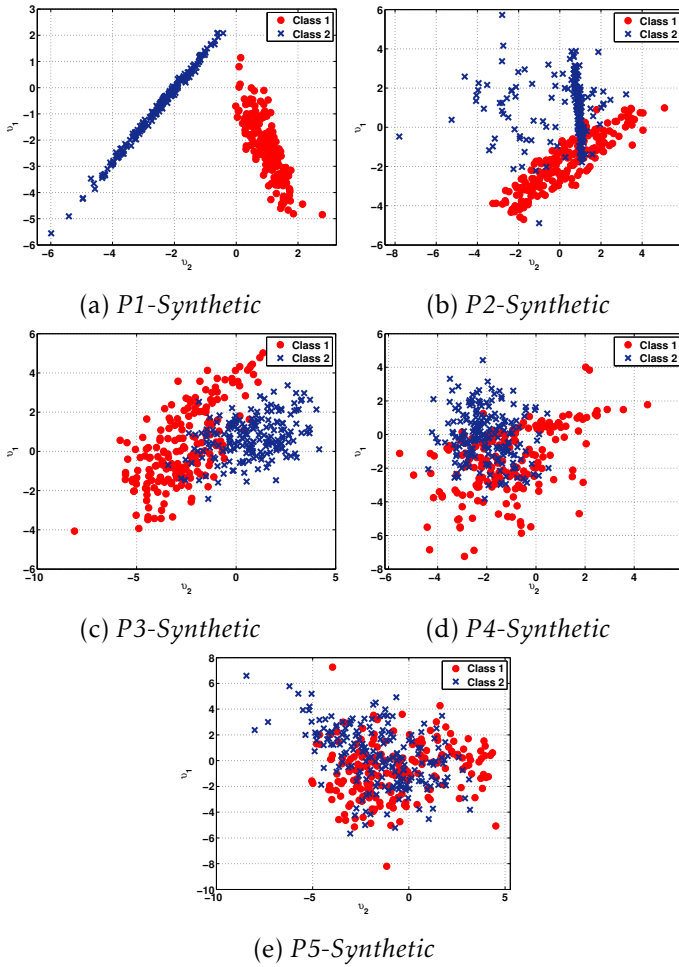 3
2
1
0
−1
−2
−3
−4
−5
−6
−6 −4 −2 0 2
υ1
υ2
Class 1
Class 2
(a) P1-Synthetic
6
4
2
0
−2
−4
−6
−8 −6 −4 −2 0 2 4 6
υ1
υ2
Class 1
Class 2
(b) P2-Synthetic
6
4
2
0
−2
−4
−6
−10 −5 0 5
υ1
υ2
Class 1
Class 2
(c) P3-Synthetic
6
4
2
0
−2
−4
−6
−8
−6 −4 −2 0 2 4
υ1
υ2
Class 1
Class 2
(d) P4-Synthetic
8
6
4
2
0
−2
−4
−6
−8
−10
−10 −5 0 5
υ1
υ2
Class 1
Class 2
(e) P5-Synthetic